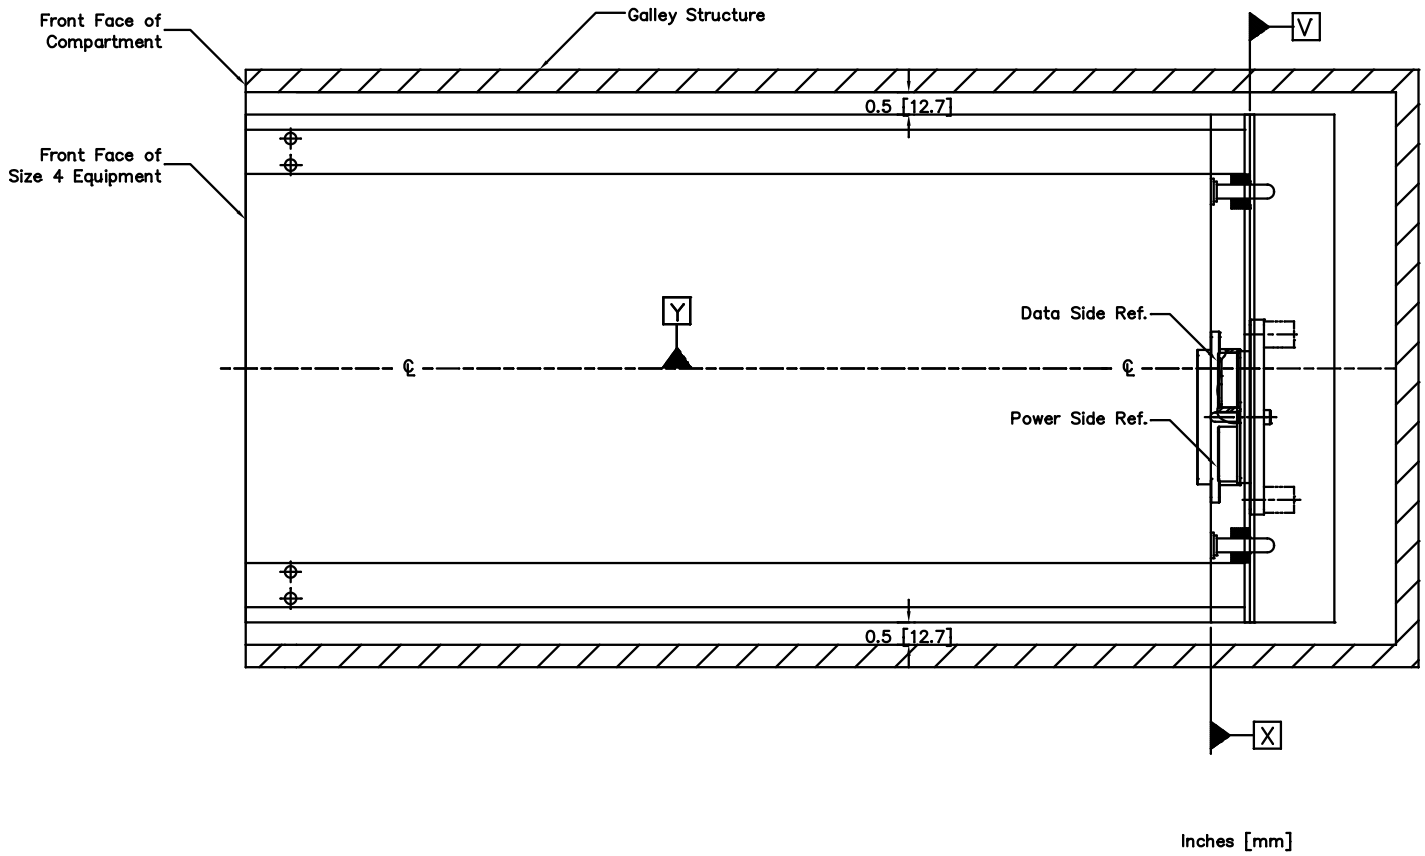 Front Face of
Compartment
Galley Structure
V
0.5 [12.7]
Front Face of
Size 4 Equipment
Y
Data Side Ref.
℄
℄
Power Side Ref.
0.5 [12.7]
X
Inches [mm]